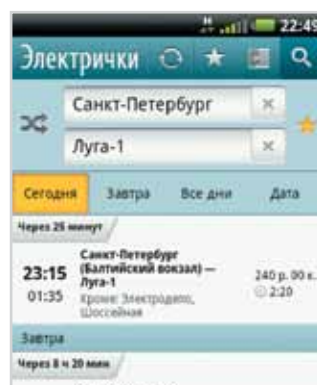 22:49
Электрички
Санкт-Петербург
Луга-1
Сегодня Завтра Все дни Дата
Через 25 минут
Санкт-Петербург
23:15 (Балтийский вокзал) — 240 р. 00 к.
Луга-1
01:35 Кроме: Электродепо, 2:20
Шоссейная
Завтра
Через 8 ч 20 мин